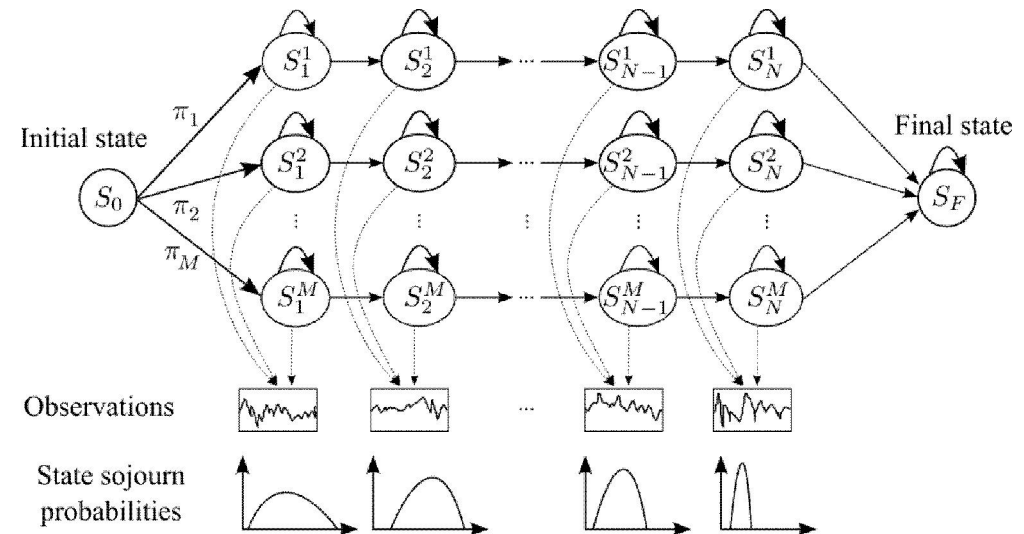 S_1^1 S_2^1 ... S_{N-1}^1 S_N^1
π_1
Initial state
Final state
S_1^2 S_2^2 ... S_{N-1}^2 S_N^2
S_0
π_2
S_F
... ... ... ... ...
π_M
S_1^M S_2^M ... S_{N-1}^M S_N^M
Observations ...
State sojourn
probabilities